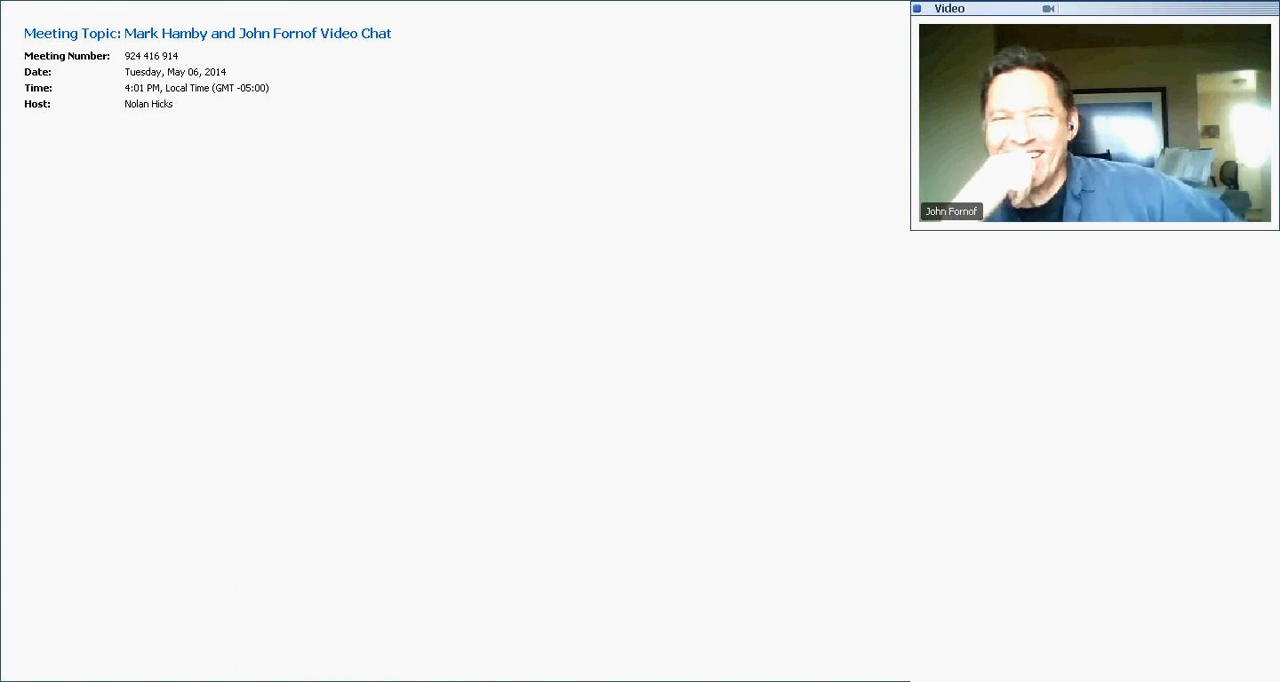 Meeting Topic: Mark Hamby and John Fornof Video Chat
Meeting Number: 924 416 914
Date: Tuesday, May 06, 2014
Time: 4:01 PM, Local Time (GMT -05:00)
Host: Nolan Hicks
Video
John Fornof